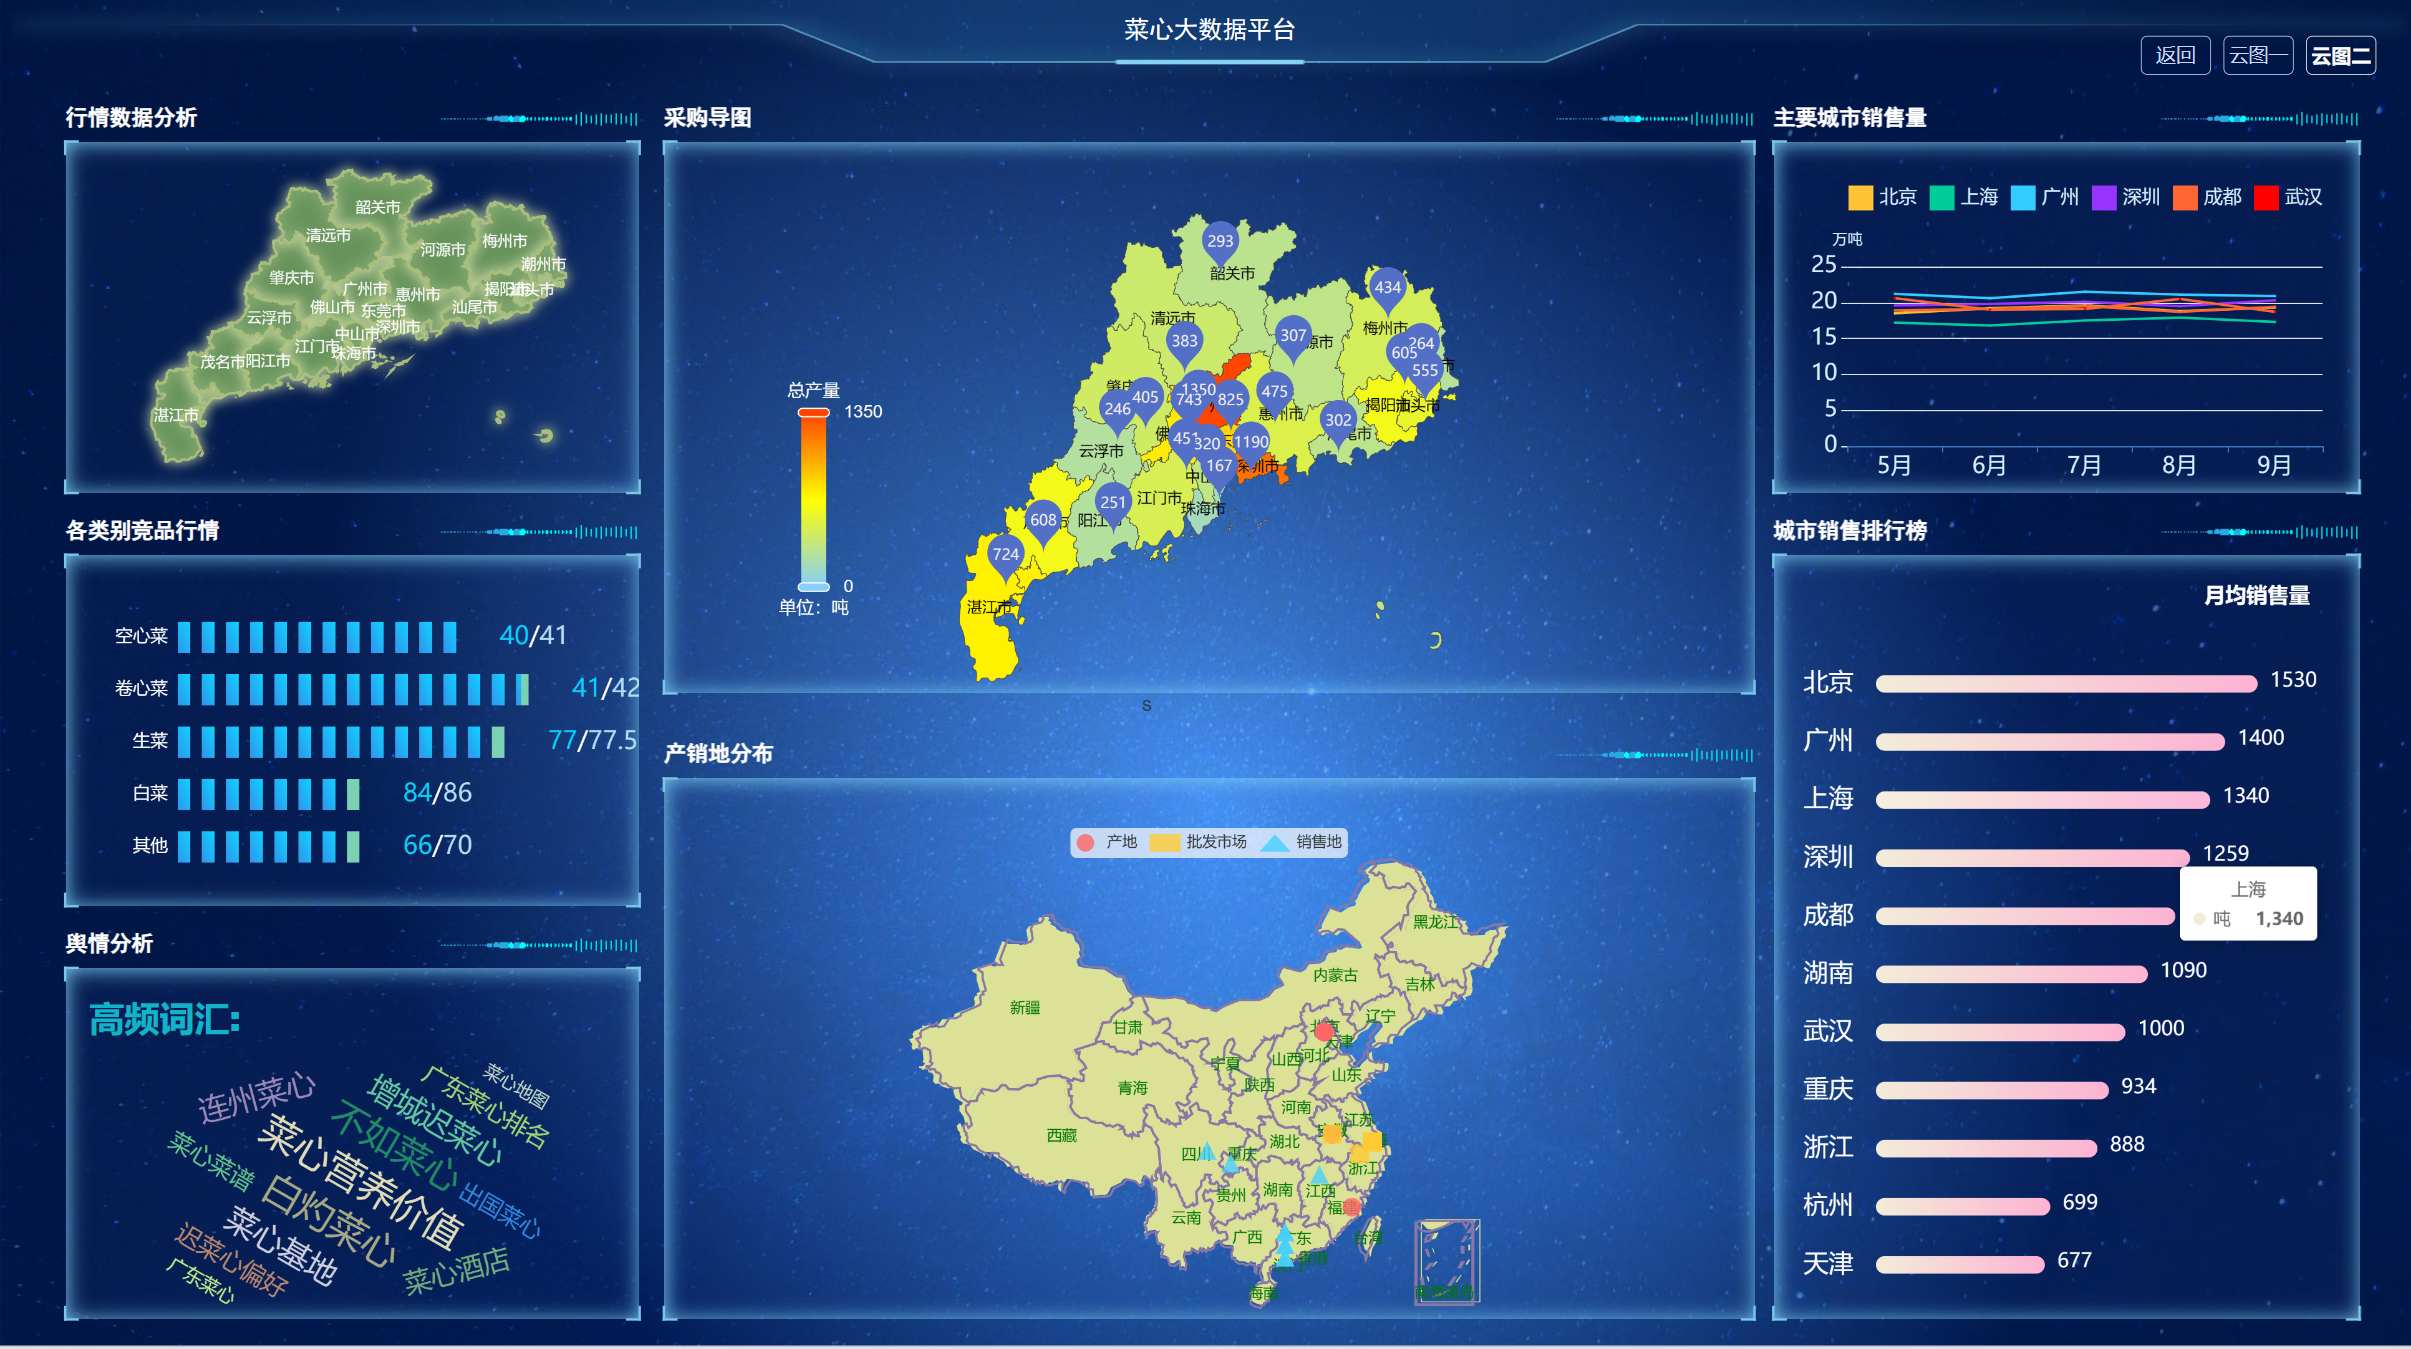 菜心大数据平台
返回
云图一
云图二
行情数据分析
韶关市
清远市
河源市
梅州市
潮州市
肇庆市
广州市
惠州市
揭阳
汕头市
佛山市
东莞市
汕尾市
云浮市
中山市
深圳市
江门市
珠海市
茂名市
阳江市
湛江市
各类别竞品行情
空心菜 40/41
卷心菜 41/42
生菜 77/77.5
白菜 84/86
其他 66/70
舆情分析
高频词汇:
菜心地图
广东菜心排名
增城迟菜心
连州菜心
不如菜心
菜心营养价值
菜心菜谱
白灼菜心
出国菜心
菜心基地
迟菜心偏好
菜心酒店
广东菜心
采购导图
总产量
1350
0
单位：吨
293
韶关市
434
清远市
梅州市
383
307
源市
264
605
555
市
1350
743
825
475
405
246
惠州市
揭阳
汕头市
302
451
320
1190
云浮市
167
深圳市
江门市
珠海市
251
608
阳江
724
湛江市
s
产销地分布
产地
批发市场
销售地
黑龙江
内蒙古
吉林
新疆
辽宁
甘肃
北京
天津
宁夏
山西
河北
山东
陕西
青海
河南
江苏
西藏
湖北
四川
重庆
浙江
湖南
江西
贵州
福建
云南
广西
广东
台湾
香港
海南
南海诸岛
主要城市销售量
北京
上海
广州
深圳
成都
武汉
万吨
25
20
15
10
5
0
5月
6月
7月
8月
9月
城市销售排行榜
月均销售量
北京 1530
广州 1400
上海 1340
深圳 1259
成都
上海
吨 1,340
湖南 1090
武汉 1000
重庆 934
浙江 888
杭州 699
天津 677